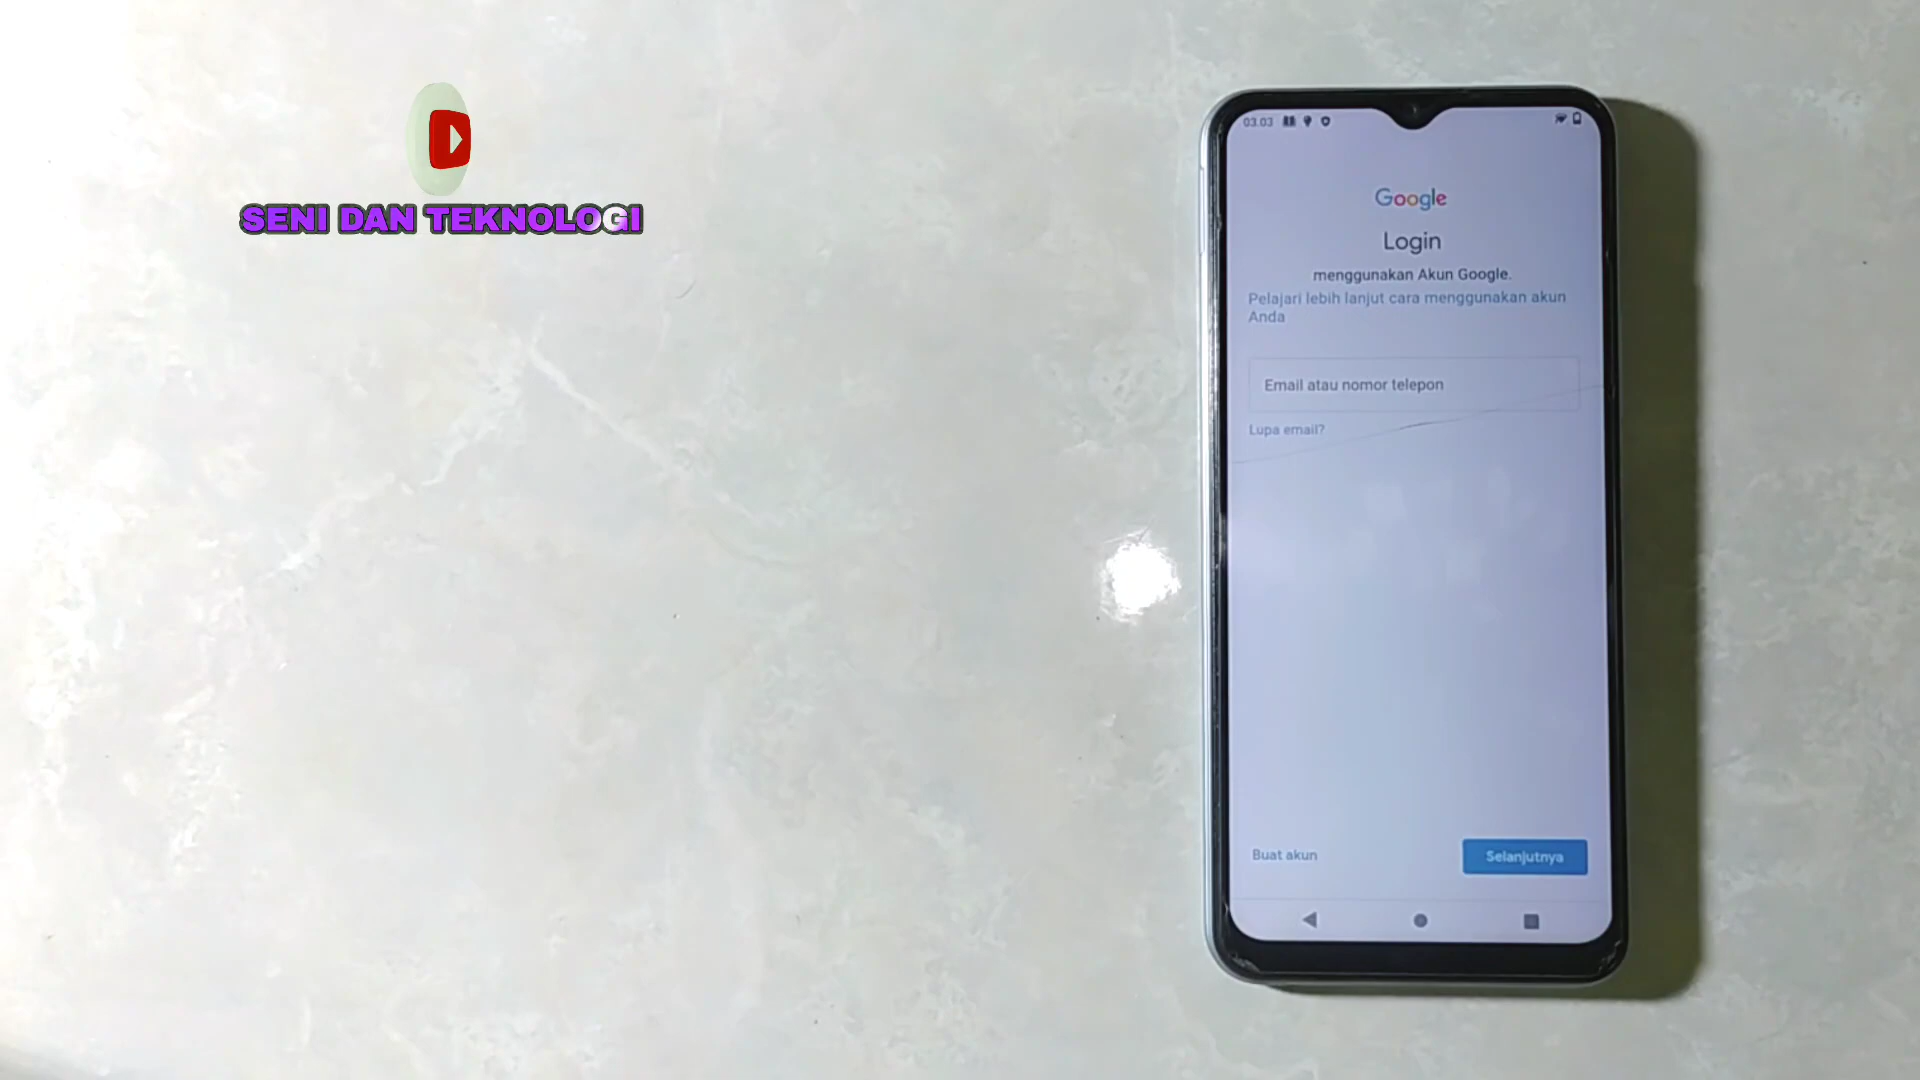 SENI DAN TEKNOLOGI
03.03
Google
Login
menggunakan Akun Google.
Pelajari lebih lanjut cara menggunakan akun
Anda
Email atau nomor telepon
Lupa email?
Buat akun
Selanjutnya